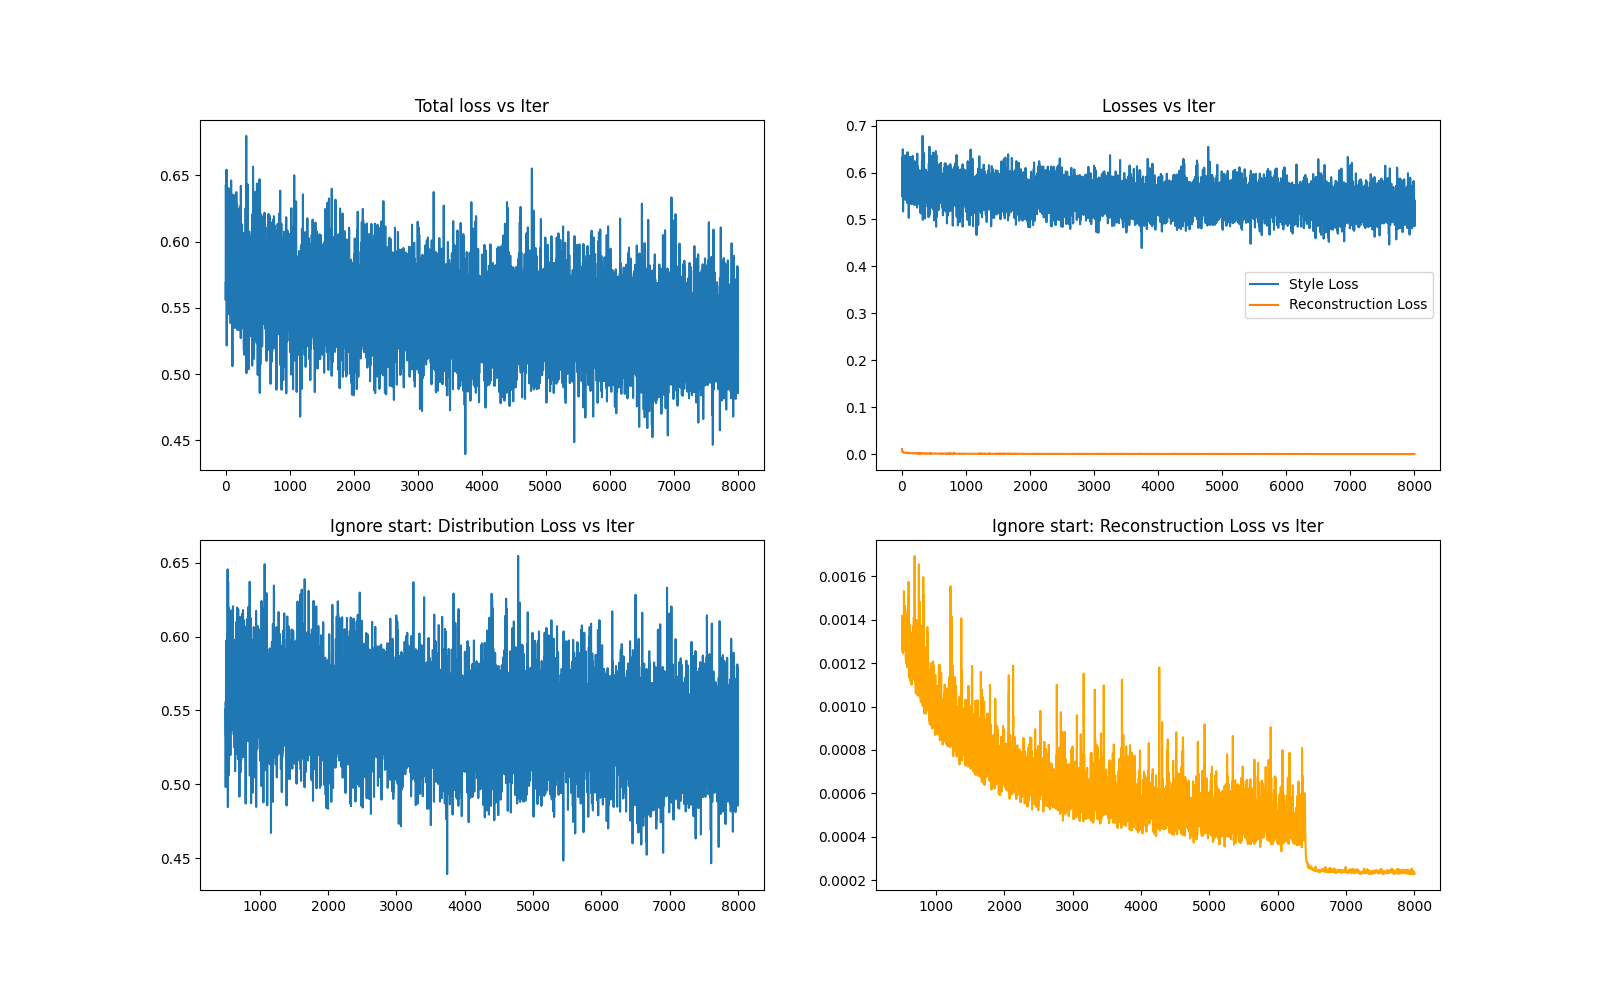 Total loss vs Iter
0.65
0.60
0.55
0.50
0.45
0 1000 2000 3000 4000 5000 6000 7000 8000
Losses vs Iter
0.7
0.6
0.5
0.4
0.3
0.2
0.1
0.0
Style Loss
Reconstruction Loss
0 1000 2000 3000 4000 5000 6000 7000 8000
Ignore start: Distribution Loss vs Iter
0.65
0.60
0.55
0.50
0.45
1000 2000 3000 4000 5000 6000 7000 8000
Ignore start: Reconstruction Loss vs Iter
0.0016
0.0014
0.0012
0.0010
0.0008
0.0006
0.0004
0.0002
1000 2000 3000 4000 5000 6000 7000 8000